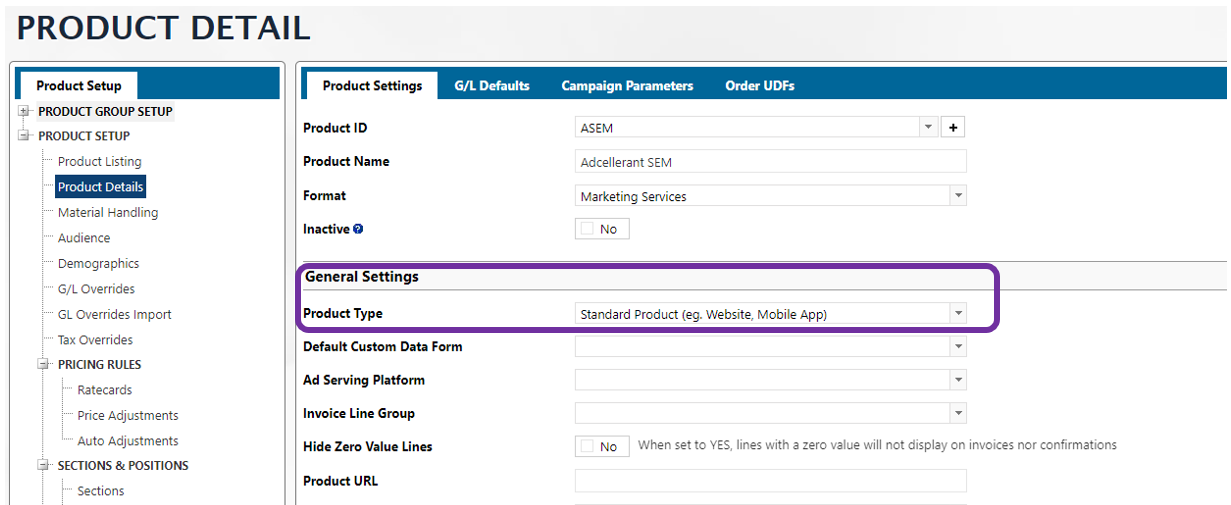 PRODUCT DETAIL
Product Setup
PRODUCT GROUP SETUP
PRODUCT SETUP
Product Listing
Product Details
Material Handling
Audience
Demographics
G/L Overrides
GL Overrides Import
Tax Overrides
PRICING RULES
Ratecards
Price Adjustments
Auto Adjustments
SECTIONS & POSITIONS
Sections
Product Settings G/L Defaults Campaign Parameters Order UDFs
Product ID ASEM +
Product Name Adcellerant SEM
Format Marketing Services
Inactive ? No
General Settings
Product Type Standard Product (eg. Website, Mobile App)
Default Custom Data Form
Ad Serving Platform
Invoice Line Group
Hide Zero Value Lines No When set to YES, lines with a zero value will not display on invoices nor confirmations
Product URL